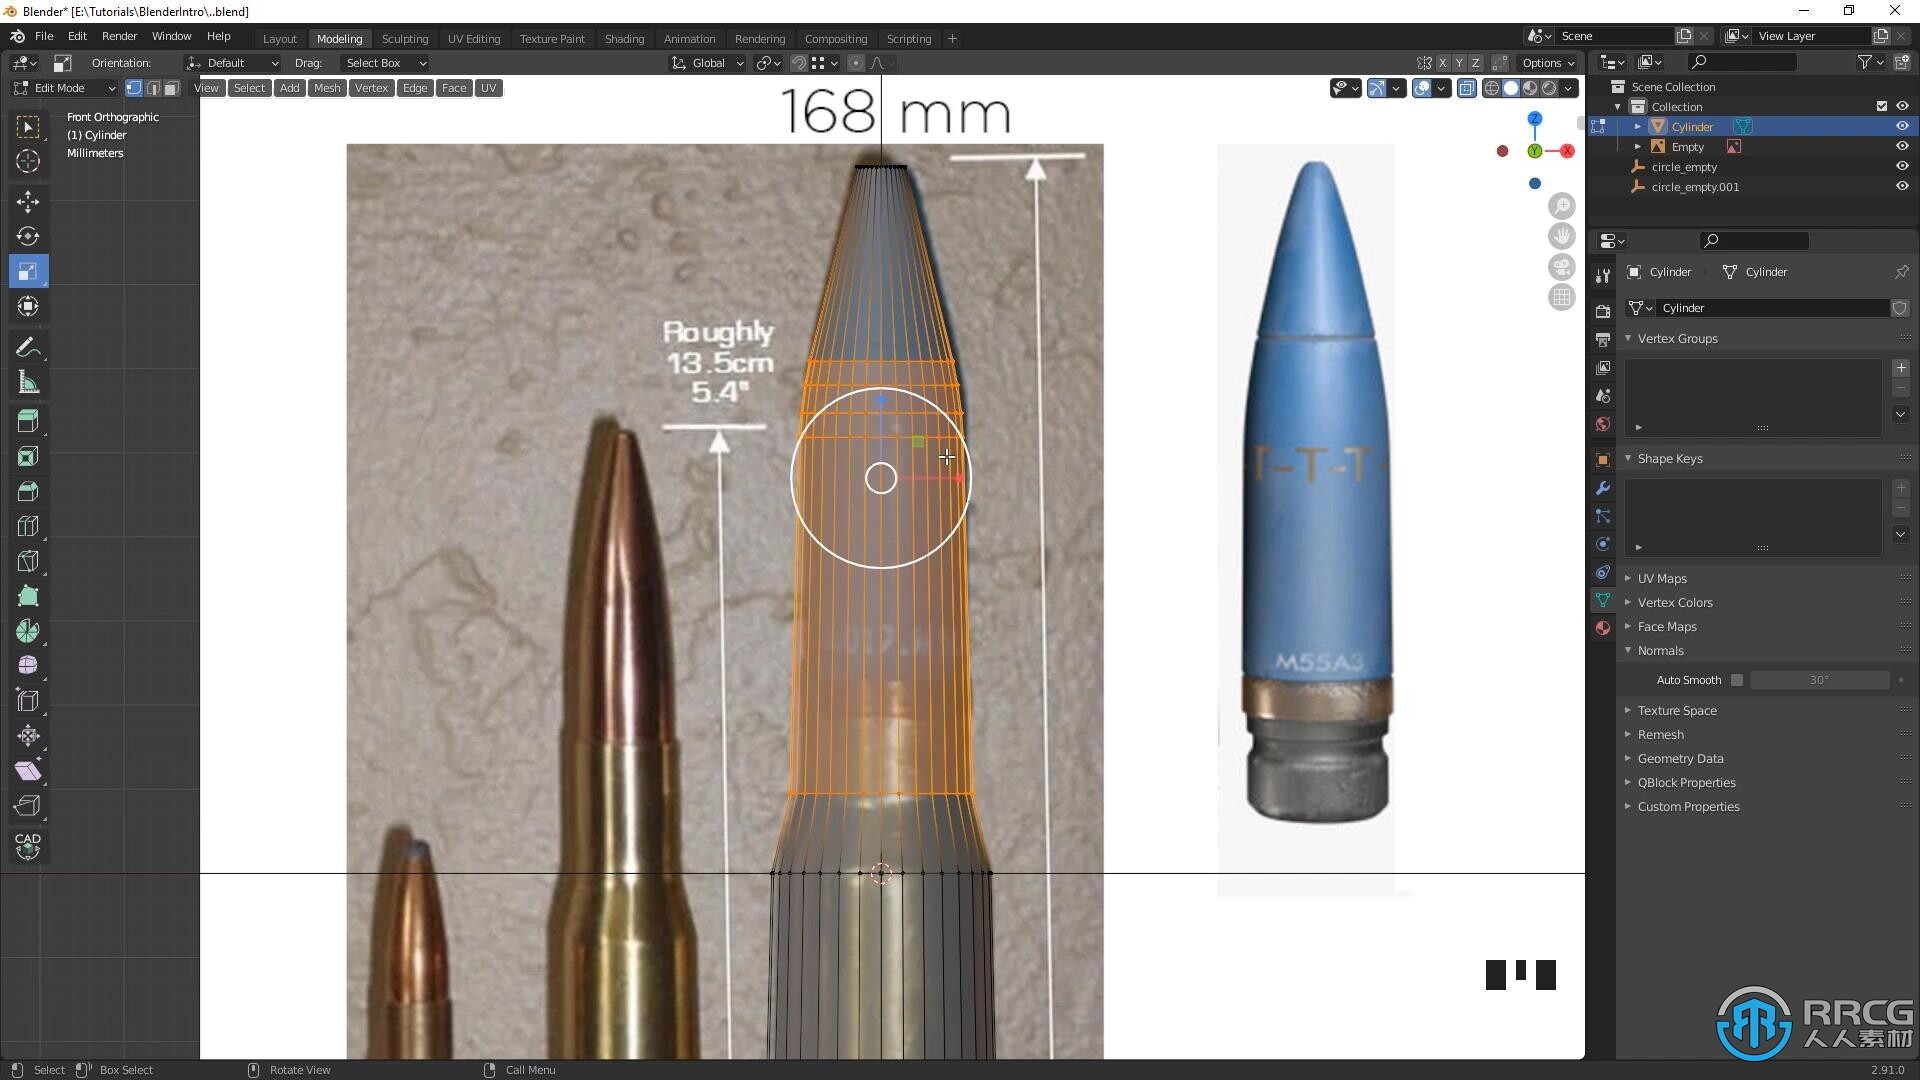 Blender* [E:\Tutorials\BlenderIntro\..blend]
File Edit Render Window Help
Layout Modeling Sculpting UV Editing Texture Paint Shading Animation Rendering Compositing Scripting +
Scene
View Layer
Orientation: Default Drag: Select Box
Global
X Y Z Options
Edit Mode View Select Add Mesh Vertex Edge Face UV
Front Orthographic
(1) Cylinder
Millimeters
168 mm
Roughly
13.5cm
5.4"
T-T-T
M55A3
Z
Y
X
CAD
Scene Collection
Collection
Cylinder
Empty
circle_empty
circle_empty.001
Cylinder Cylinder
Cylinder
Vertex Groups
Shape Keys
UV Maps
Vertex Colors
Face Maps
Normals
Auto Smooth 30°
Texture Space
Remesh
Geometry Data
QBlock Properties
Custom Properties
RRCG
人人素材
Select Box Select Rotate View Call Menu 2.91.0